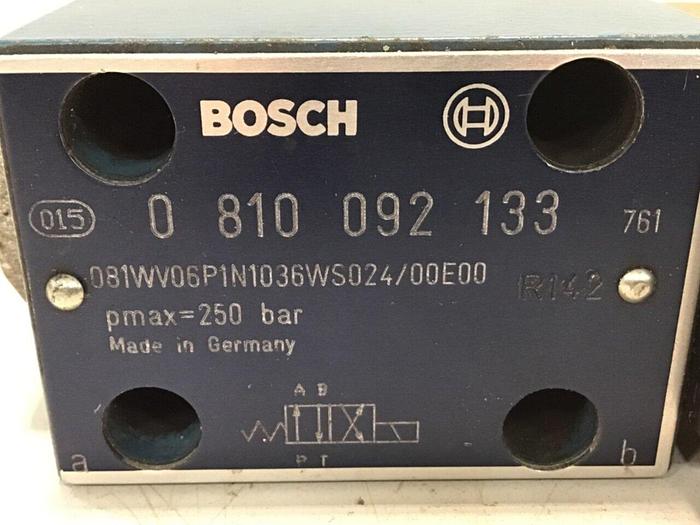 BOSCH
015 0 810 092 133 761
081WV06P1N1036WS024/00E00 R142
pmax=250 bar
Made in Germany
A B
P T
a b